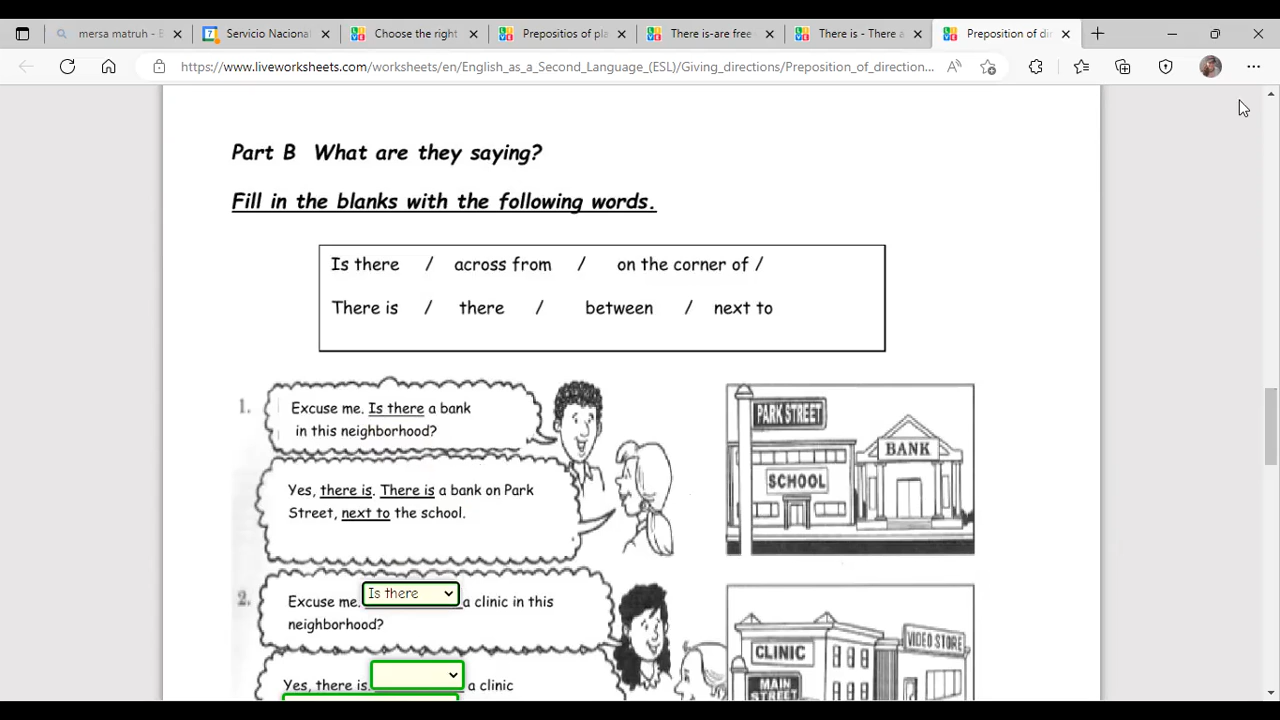 mersa matruh - B
Servicio Nacional
Choose the right
Prepositios of pla
There is-are free
There is - There a
Preposition of di
https://www.liveworksheets.com/worksheets/en/English_as_a_Second_Language_(ESL)/Giving_directions/Preposition_of_direction...
Part B What are they saying?
Fill in the blanks with the following words.
Is there / across from / on the corner of /
There is / there / between / next to
1.
Excuse me. Is there a bank
in this neighborhood?
Yes, there is. There is a bank on Park
Street, next to the school.
PARK STREET
SCHOOL
BANK
2.
Excuse me. Is there a clinic in this
neighborhood?
Yes, there is. a clinic
CLINIC
VIDEO STORE
MAIN
STREET